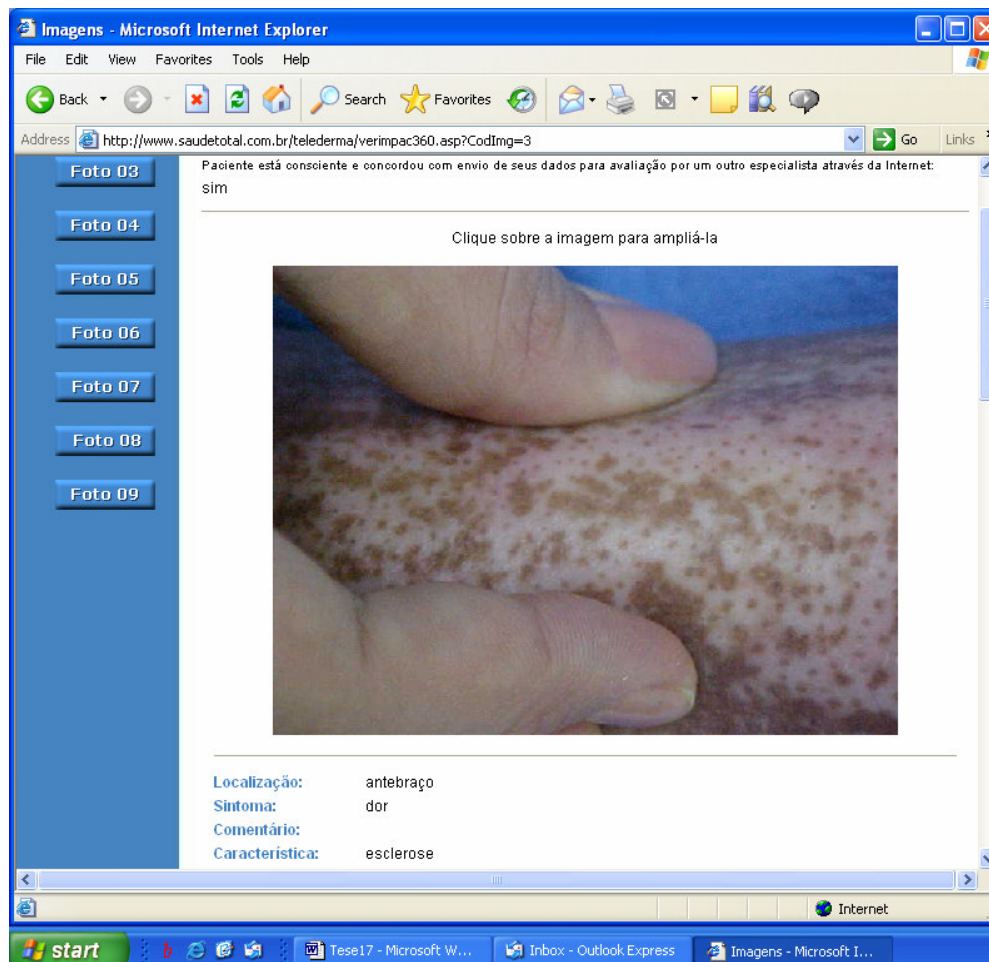 Imagens - Microsoft Internet Explorer
File Edit View Favorites Tools Help
Back Search Favorites
Address http://www.saudetotal.com.br/telederma/verimpac360.asp?CodImg=3 Go Links
Foto 03
Paciente está consciente e concordou com envio de seus dados para avaliação por um outro especialista através da Internet:
sim
Foto 04
Clique sobre a imagem para ampliá-la
Foto 05
Foto 06
Foto 07
Foto 08
Foto 09
Localização: antebraço
Sintoma: dor
Comentário:
Característica: esclerose
Internet
start Tese17 - Microsoft W... Inbox - Outlook Express Imagens - Microsoft I...